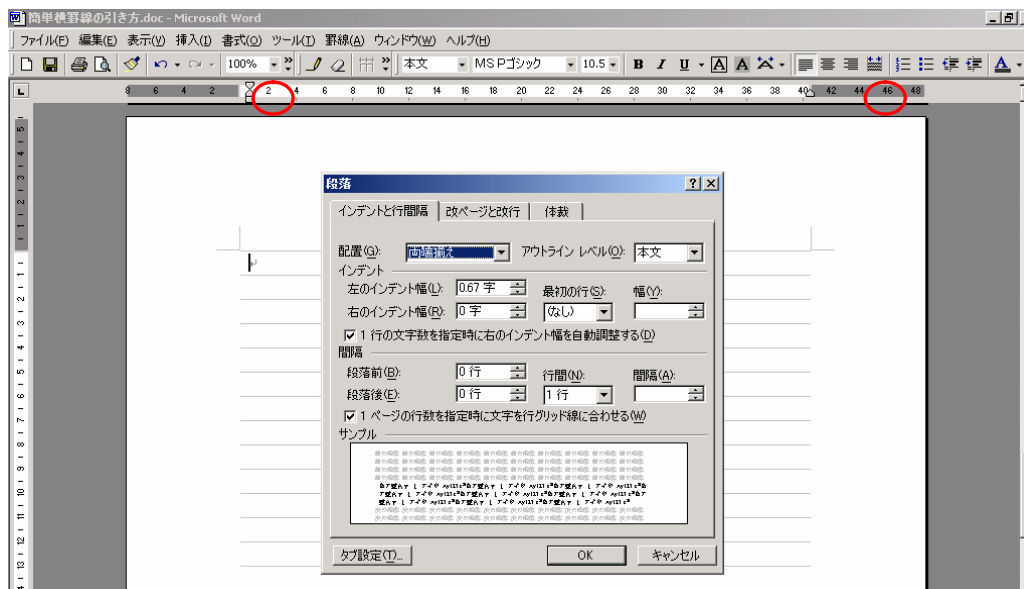 簡単横罫線の引き方.doc - Microsoft Word
ファイル(F) 編集(E) 表示(V) 挿入(I) 書式(O) ツール(T) 罫線(A) ウィンドウ(W) ヘルプ(H)
100% 本文 MS Pゴシック 10.5 B I U A A A
8 6 4 2 2 4 6 8 10 12 14 16 18 20 22 24 26 28 30 32 34 36 38 40 42 44 46 48
段落
インデントと行間隔 改ページと改行 体裁
配置(G): 両端揃え アウトライン レベル(O): 本文
インデント
左のインデント幅(L): 0.67 字 最初の行(S): 幅(Y):
右のインデント幅(R): 0 字 (なし)
1 行の文字数を指定時に右のインデント幅を自動調整する(D)
間隔
段落前(B): 0 行 行間(N): 間隔(A):
段落後(E): 0 行 1 行
1 ページの行数を指定時に文字を行グリッド線に合わせる(W)
サンプル
タブ設定(T)... OK キャンセル